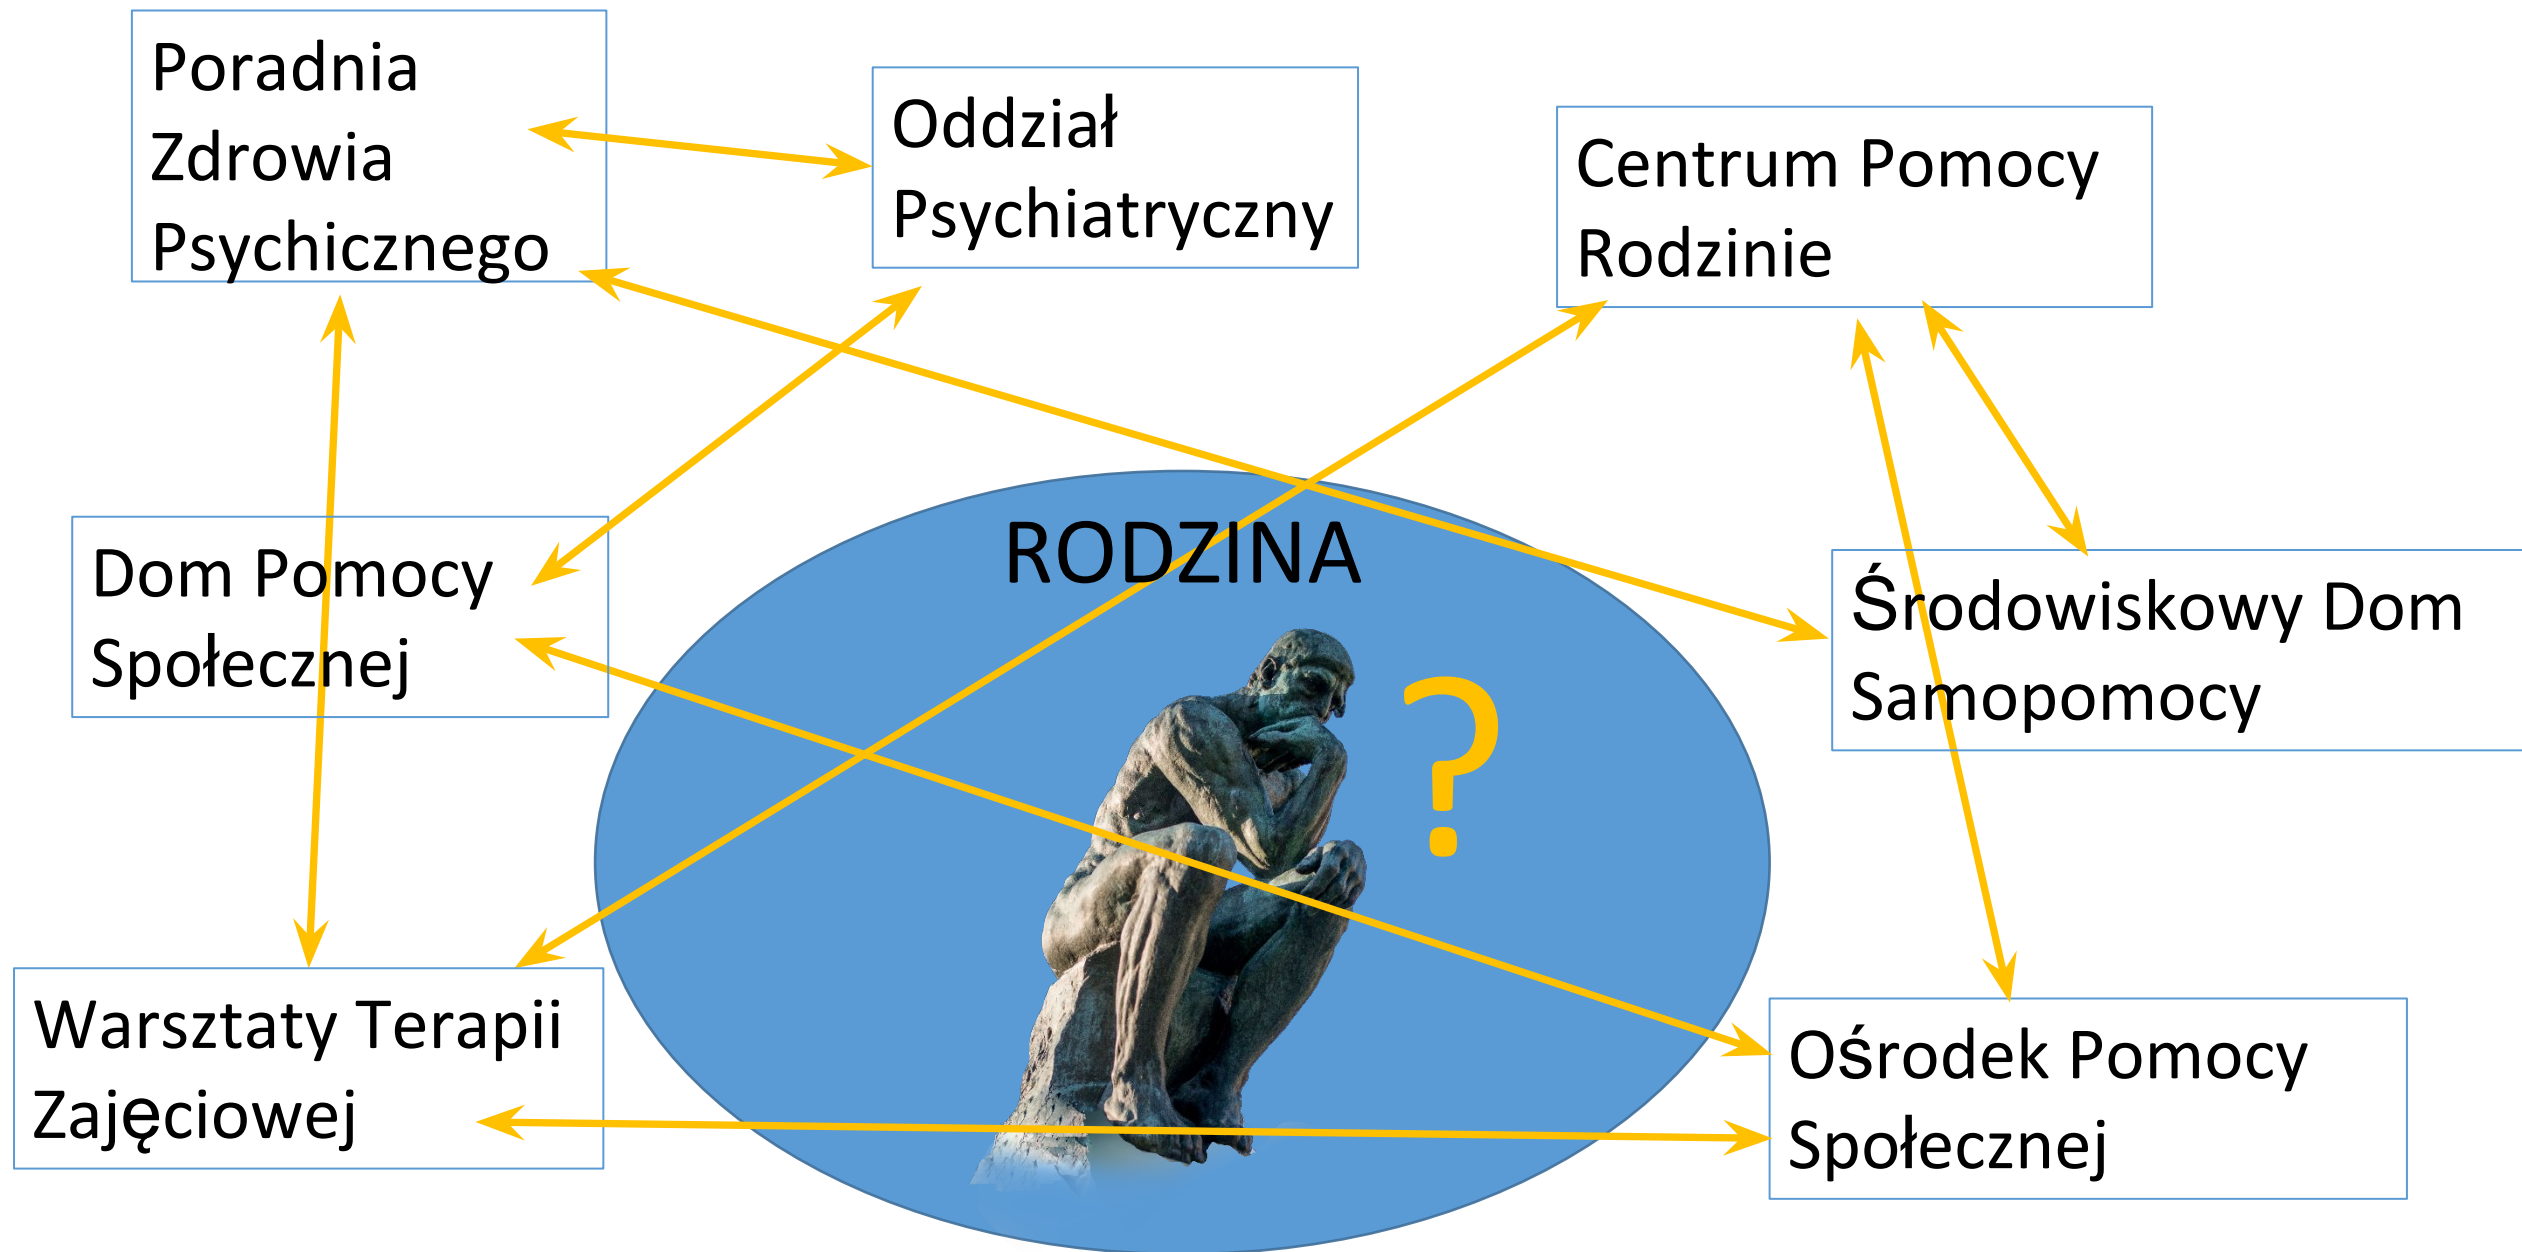 Poradnia
Zdrowia
Psychicznego
Oddział
Psychiatryczny
Centrum Pomocy
Rodzinie
Dom Pomocy
Społecznej
RODZINA
?
Środowiskowy Dom
Samopomocy
Warsztaty Terapii
Zajęciowej
Ośrodek Pomocy
Społecznej